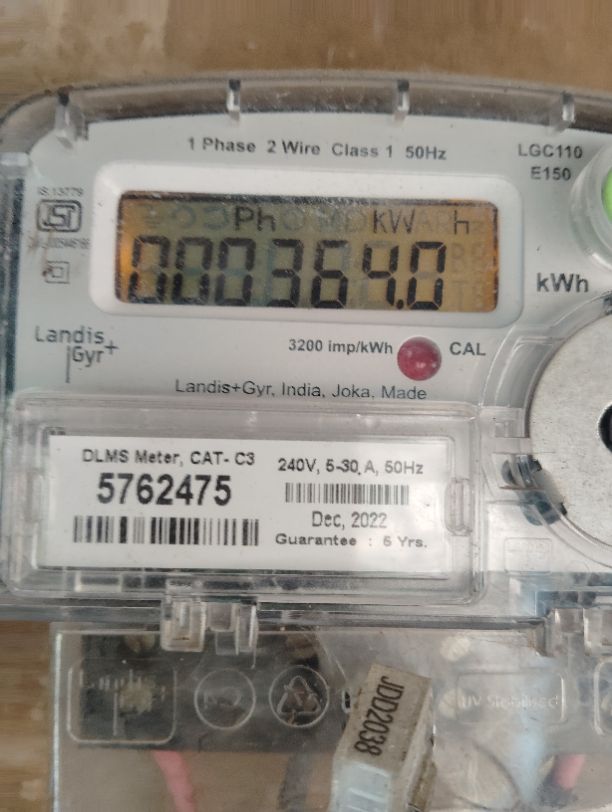 1 Phase 2 Wire Class 1 50Hz
LGC110
E150
IS:13779
Ph KW h
000364.0
kWh
Landis
Gyr+
3200 imp/kWh CAL
Landis+Gyr, India, Joka, Made
DLMS Meter, CAT- C3
5762475
240V, 5-30 A, 50Hz
Dec, 2022
Guarantee : 5 Yrs.
JDD2038
UV Stabilised